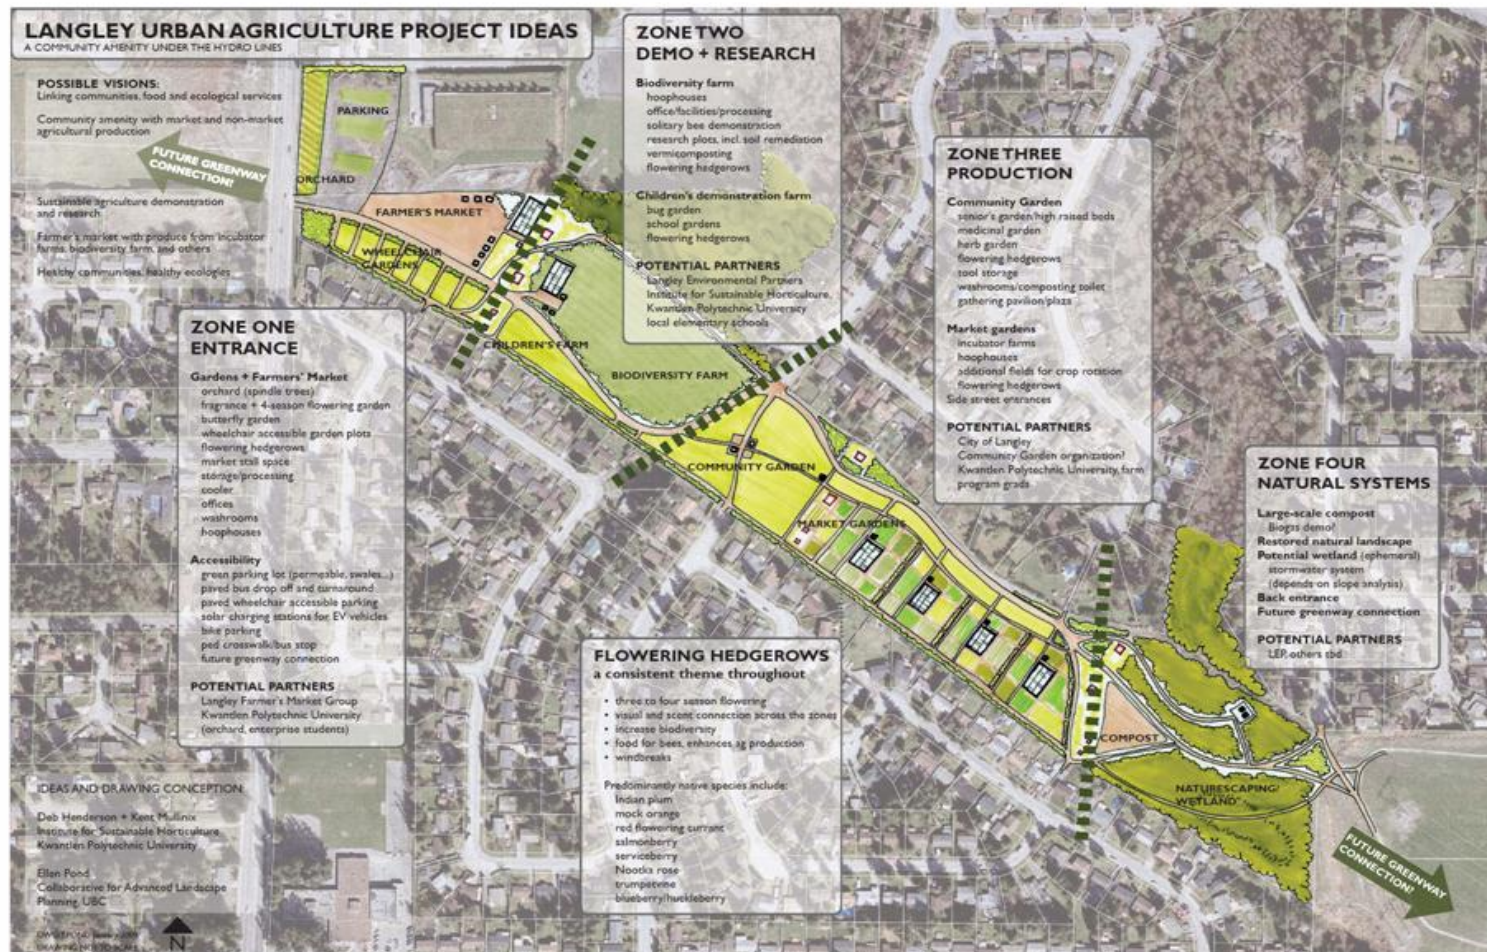 LANGLEY URBAN AGRICULTURE PROJECT IDEAS
A COMMUNITY AMENITY UNDER THE HYDRO LINES
POSSIBLE VISIONS:
Linking communities, food and ecological services
Community amenity with market and non-market
agricultural production
FUTURE GREENWAY
CONNECTION?
Sustainable agriculture demonstration
and research
Farmer's market with produce from incubator
farms, biodiversity farm, and others
Healthy communities, healthy ecologies
PARKING
ORCHARD
FARMER'S MARKET
WHEELCHAIR
GARDENS
CHILDREN'S FARM
BIODIVERSITY FARM
COMMUNITY GARDEN
MARKET GARDENS
COMPOST
NATURESCAPING/
WETLAND
FUTURE GREENWAY
CONNECTION?
ZONE ONE
ENTRANCE
Gardens + Farmers' Market
orchard (spindle trees)
fragrance + 4-season flowering garden
butterfly garden
wheelchair accessible garden plots
flowering hedgerows
market stall space
storage/processing
cooler
offices
washrooms
hoophouses
Accessibility
green parking lot (permeable, swales...)
paved bus drop off and turnaround
paved wheelchair accessible parking
solar charging stations for EV vehicles
bike parking
ped crosswalk/bus stop
future greenway connection
POTENTIAL PARTNERS
Langley Farmer's Market Group
Kwantlen Polytechnic University
(orchard, enterprise students)
ZONE TWO
DEMO + RESEARCH
Biodiversity farm
hoophouses
office/facilities/processing
solitary bee demonstration
research plots, incl. soil remediation
vermicomposting
flowering hedgerows
Children's demonstration farm
bug garden
school gardens
flowering hedgerows
POTENTIAL PARTNERS
Langley Environmental Partners
Institute for Sustainable Horticulture,
Kwantlen Polytechnic University
local elementary schools
ZONE THREE
PRODUCTION
Community Garden
senior's garden/high raised beds
medicinal garden
herb garden
flowering hedgerows
tool storage
washrooms/composting toilet
gathering pavilion/plaza
Market gardens
incubator farms
hoophouses
additional fields for crop rotation
flowering hedgerows
Side street entrances
POTENTIAL PARTNERS
City of Langley
Community Garden organization?
Kwantlen Polytechnic University, farm
program grads
ZONE FOUR
NATURAL SYSTEMS
Large-scale compost
Biogas demo?
Restored natural landscape
Potential wetland (ephemeral)
stormwater system
(depends on slope analysis)
Back entrance
Future greenway connection
POTENTIAL PARTNERS
LEP, others tbd
FLOWERING HEDGEROWS
a consistent theme throughout
• three to four season flowering
• visual and scent connection across the zones
• increase biodiversity
• food for bees, enhances ag production
• windbreaks
Predominantly native species include:
Indian plum
mock orange
red flowering currant
salmonberry
serviceberry
Nootka rose
trumpetvine
blueberry/huckleberry
IDEAS AND DRAWING CONCEPTION:
Deb Henderson + Kent Mullinix
Institute for Sustainable Horticulture
Kwantlen Polytechnic University
Ellen Pond
Collaborative for Advanced Landscape
Planning, UBC
DRAWING NOT TO SCALE
N